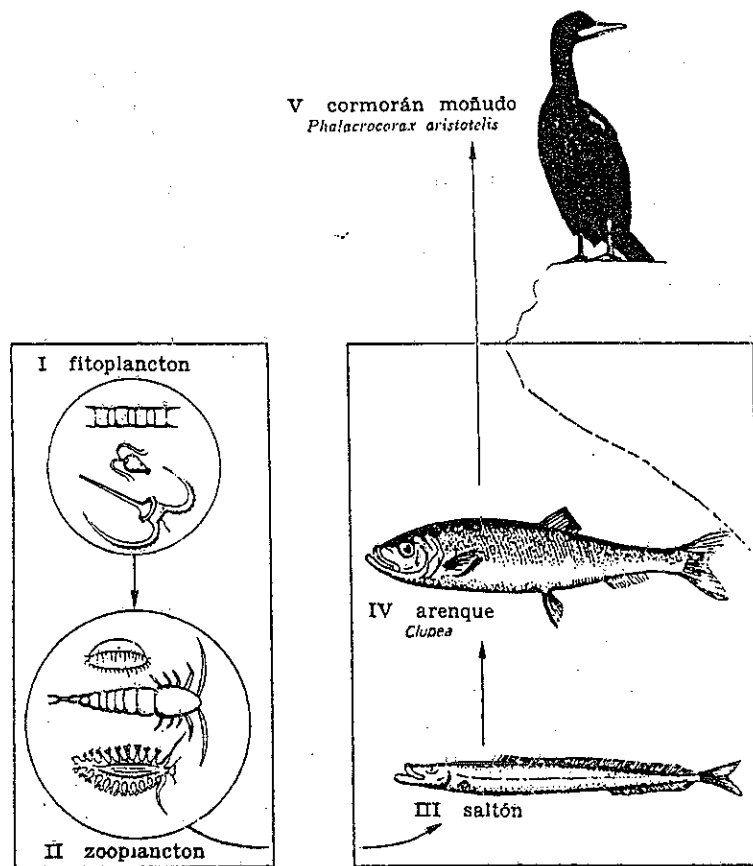 V cormorán moñudo
Phalacrocorax aristotelis
I fitoplancton
IV arenque
Clupea
III saltón
II zooplancton